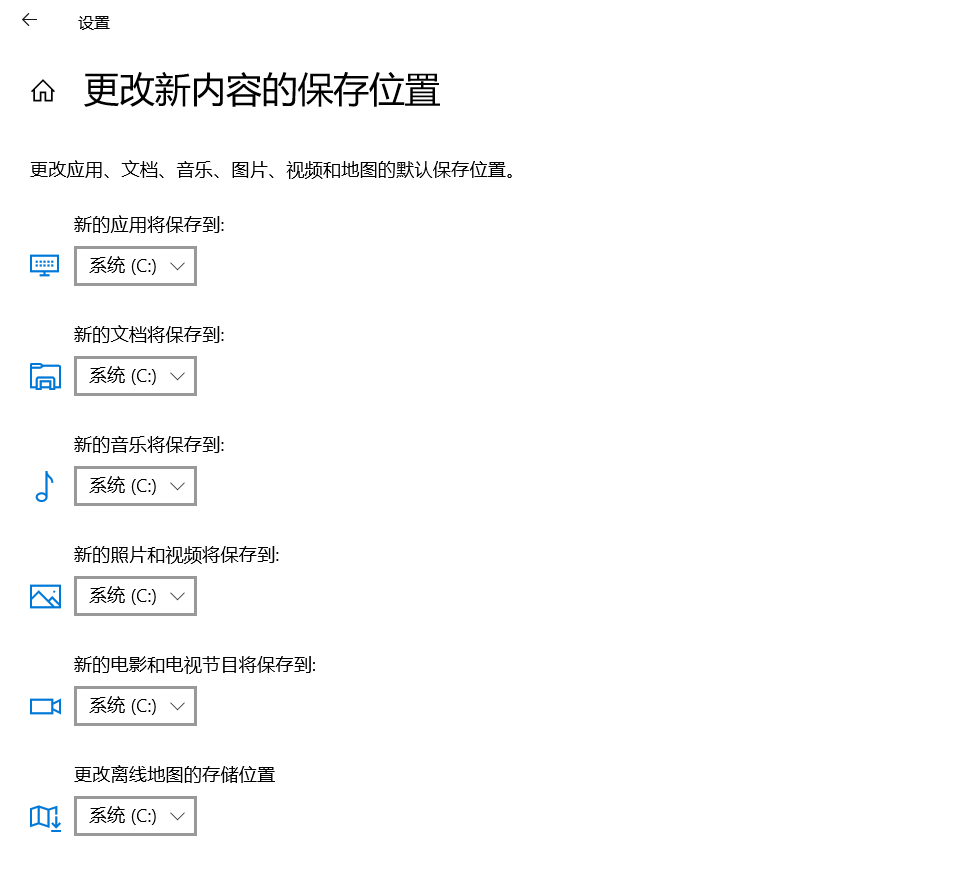 设置
更改新内容的保存位置
更改应用、文档、音乐、图片、视频和地图的默认保存位置。
新的应用将保存到:
系统 (C:)
新的文档将保存到:
系统 (C:)
新的音乐将保存到:
系统 (C:)
新的照片和视频将保存到:
系统 (C:)
新的电影和电视节目将保存到:
系统 (C:)
更改离线地图的存储位置
系统 (C:)